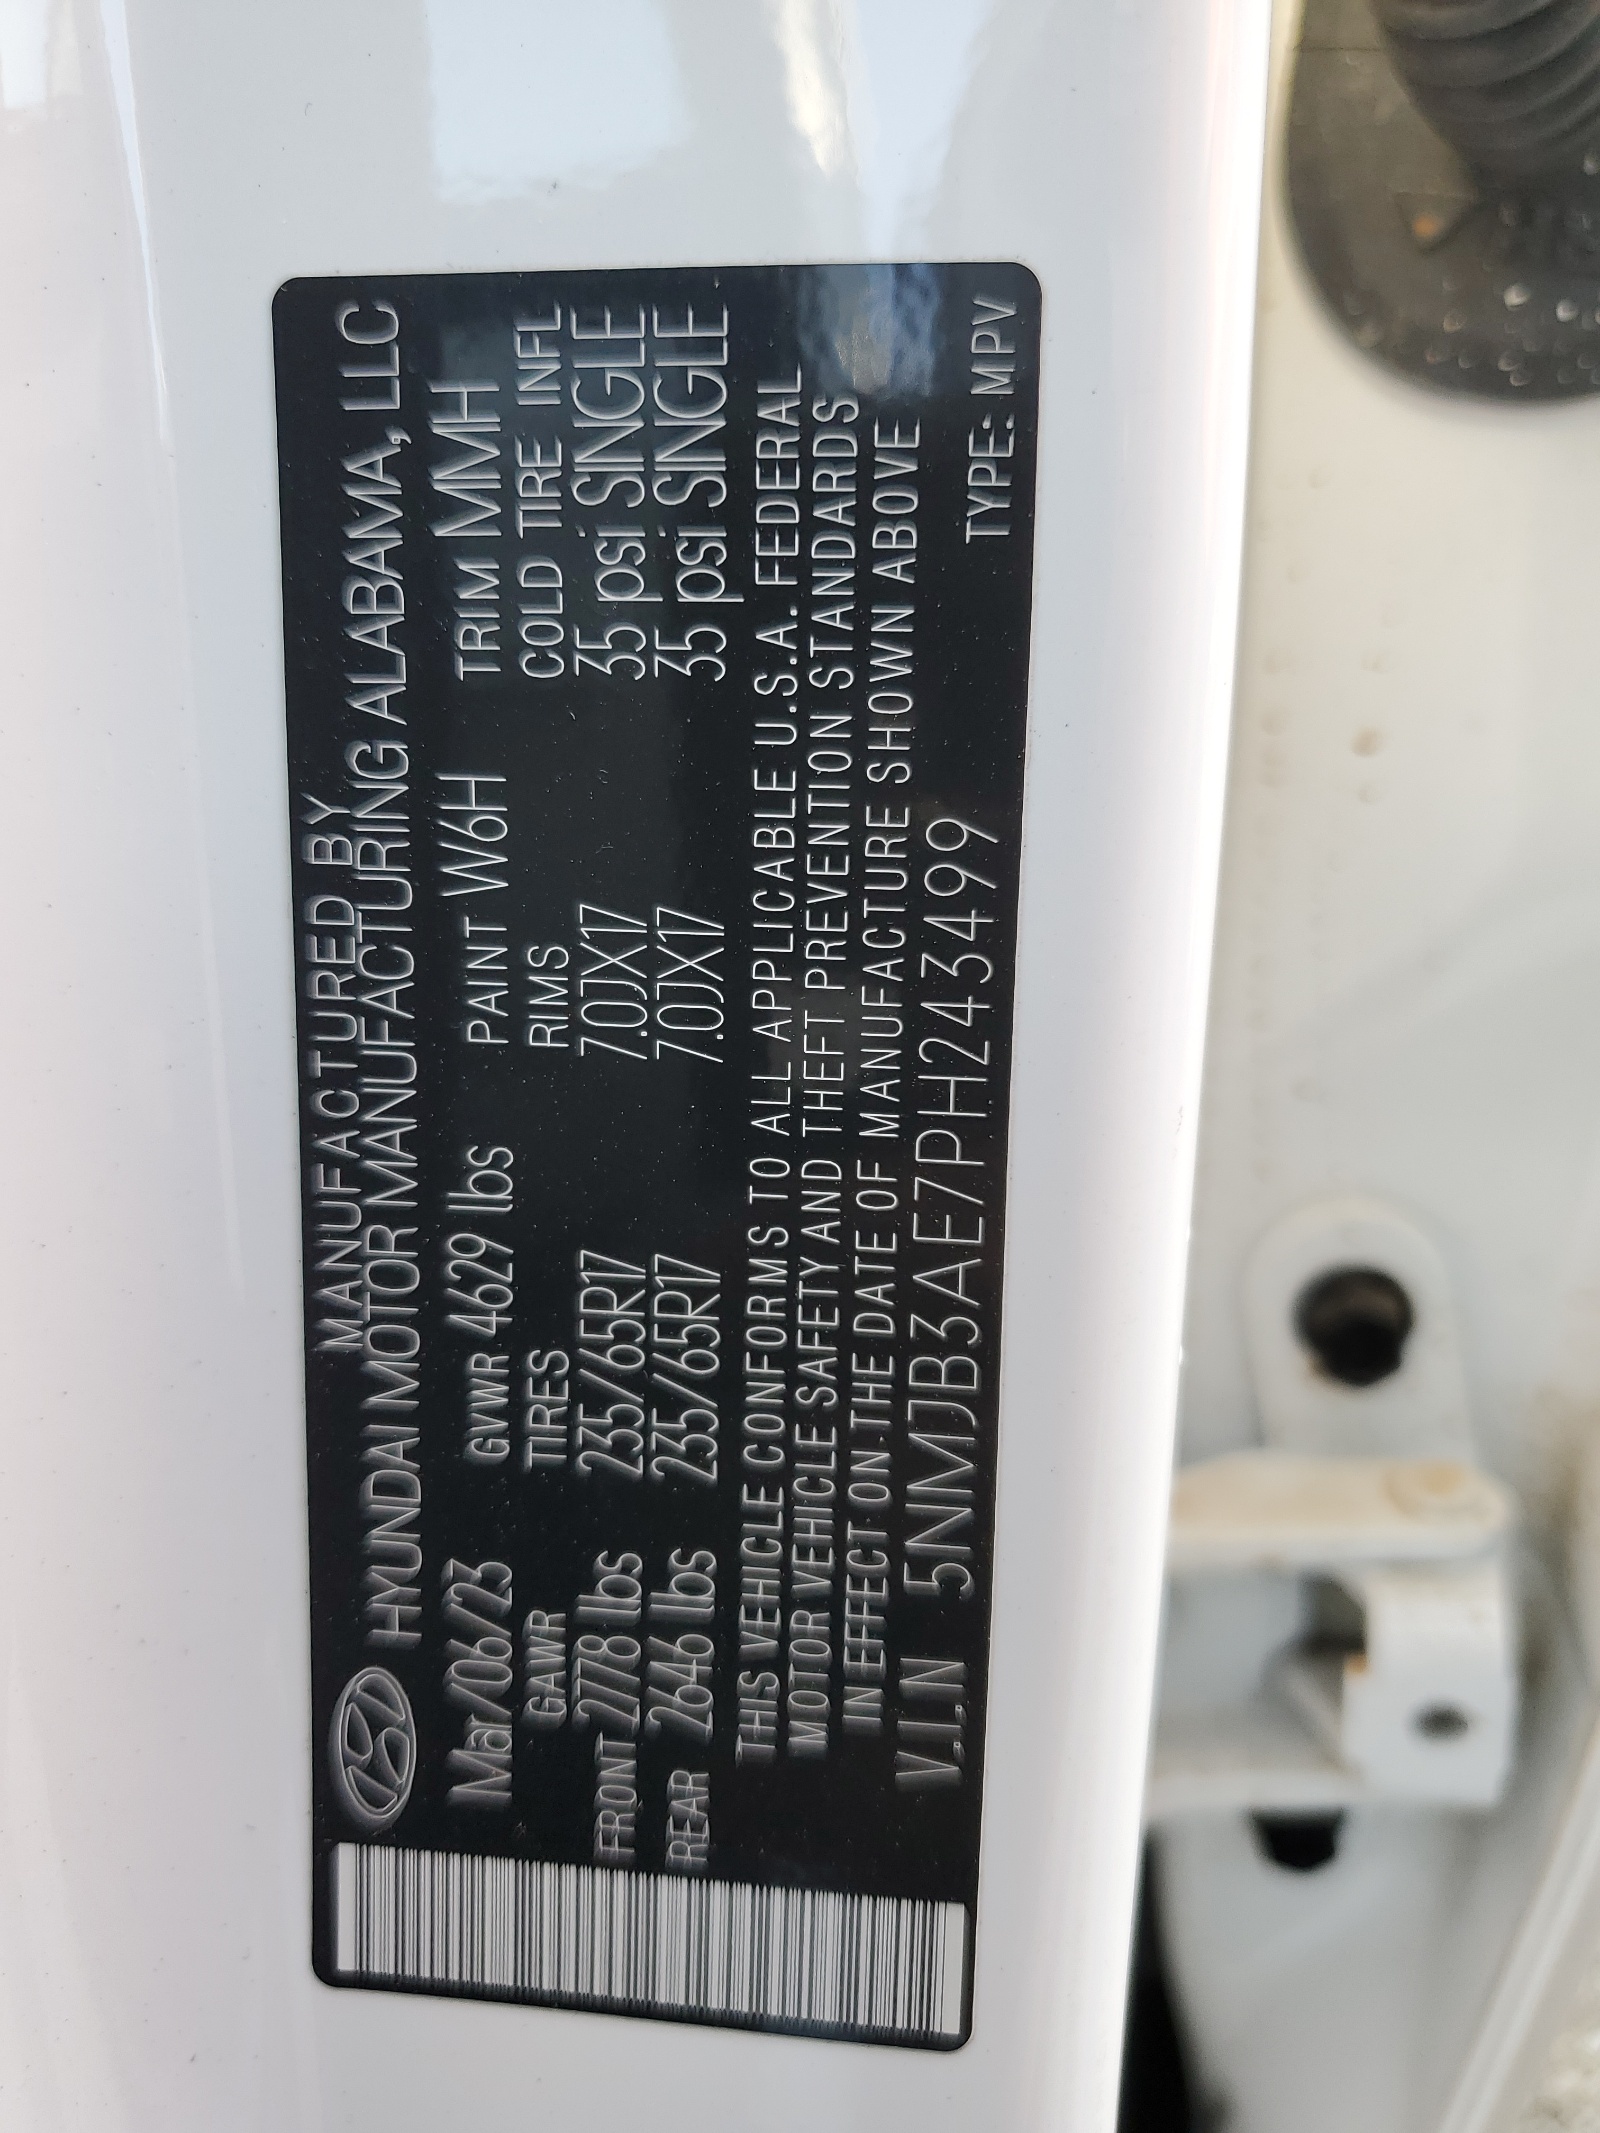 MANUFACTURED BY
HYUNDAI MOTOR MANUFACTURING ALABAMA, LLC
Mar/06/23 GVWR 4629 lbs PAINT W6H TRIM MMH
GAWR TIRES RIMS COLD TIRE INFL
FRONT 2778 lbs 235/65R17 7.0JX17 35 psi SINGLE
REAR 2646 lbs 235/65R17 7.0JX17 35 psi SINGLE
THIS VEHICLE CONFORMS TO ALL APPLICABLE U.S.A. FEDERAL
MOTOR VEHICLE SAFETY AND THEFT PREVENTION STANDARDS
IN EFFECT ON THE DATE OF MANUFACTURE SHOWN ABOVE
V.I.N 5NMJB3AE7PH243499 TYPE: MPV